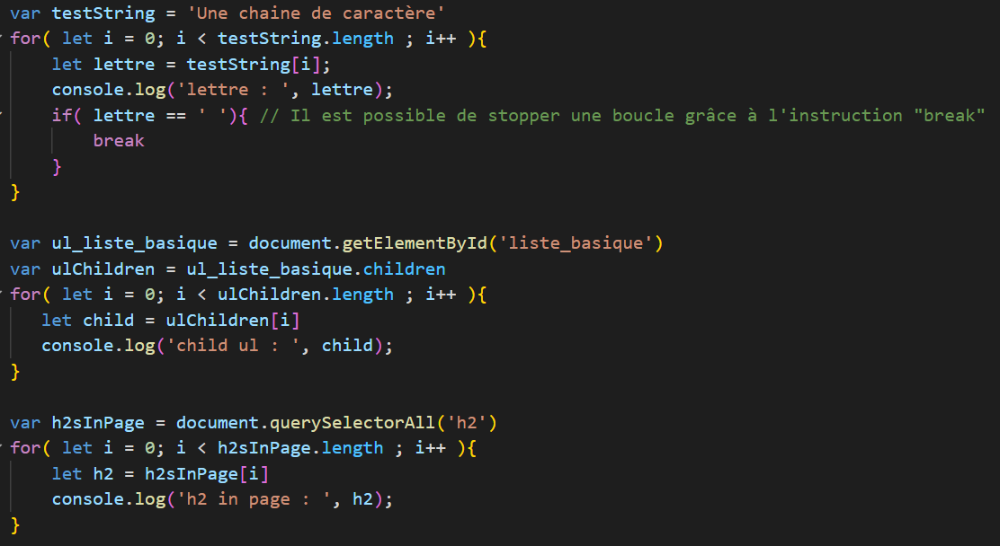 var testString = 'Une chaine de caractère'
for( let i = 0; i < testString.length ; i++ ){
    let lettre = testString[i];
    console.log('lettre : ', lettre);
    if( lettre == ' '){ // Il est possible de stopper une boucle grâce à l'instruction "break"
        break
    }
}

var ul_liste_basique = document.getElementById('liste_basique')
var ulChildren = ul_liste_basique.children
for( let i = 0; i < ulChildren.length ; i++ ){
   let child = ulChildren[i]
   console.log('child ul : ', child);
}

var h2sInPage = document.querySelectorAll('h2')
for( let i = 0; i < h2sInPage.length ; i++ ){
    let h2 = h2sInPage[i]
    console.log('h2 in page : ', h2);
}